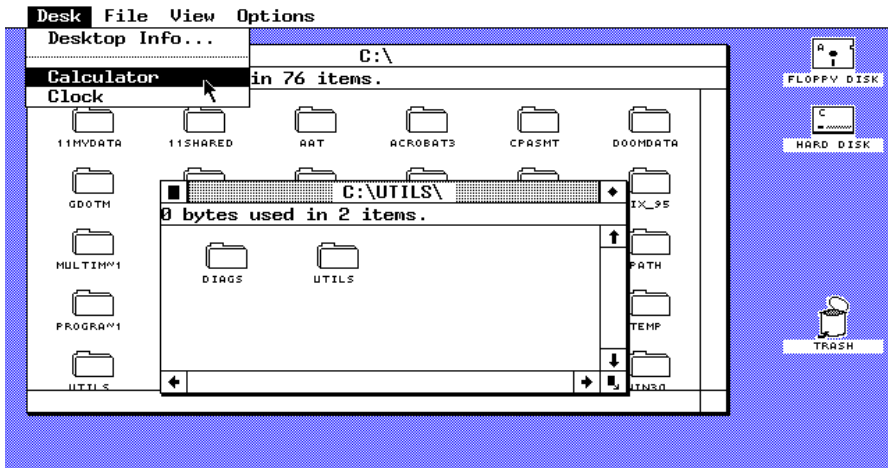 Desk File View Options
Desktop Info...
Calculator
Clock
C:\
in 76 items.
A
FLOPPY DISK
C
HARD DISK
11MYDATA 11SHARED AAT ACROBAT3 CPASMT DOOMDATA
GDOTM
IX_95
C:\UTILS\
0 bytes used in 2 items.
MULTIM~1
PATH
DIAGS UTILS
PROGRA~1
TEMP
TRASH
UTILS
WIN30